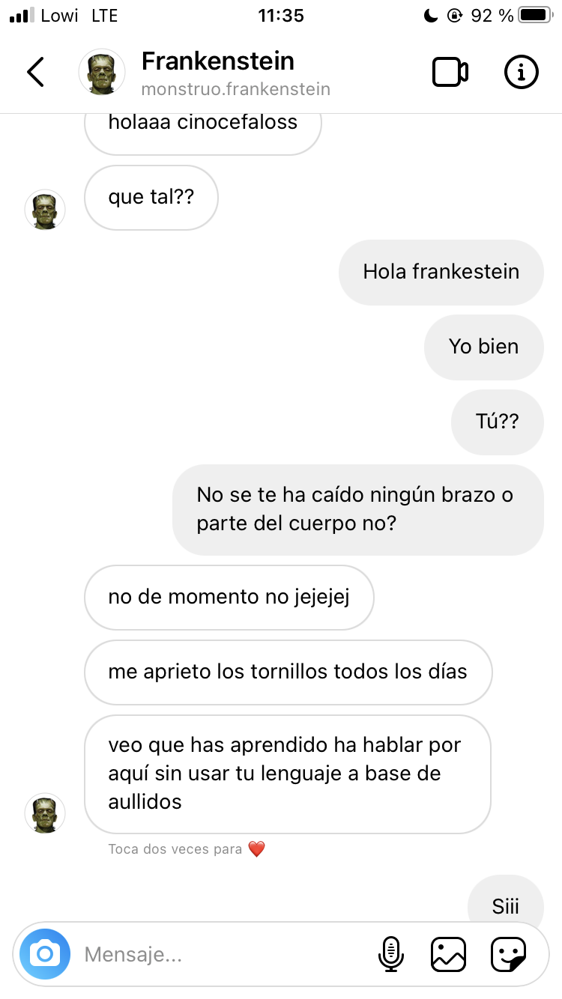 Lowi LTE 11:35 92 %
Frankenstein
monstruo.frankenstein
holaaa cinocefaloss
que tal??
Hola frankestein
Yo bien
Tú??
No se te ha caído ningún brazo o
parte del cuerpo no?
no de momento no jejejej
me aprieto los tornillos todos los días
veo que has aprendido ha hablar por
aquí sin usar tu lenguaje a base de
aullidos
Toca dos veces para ❤️
Siii
Mensaje...